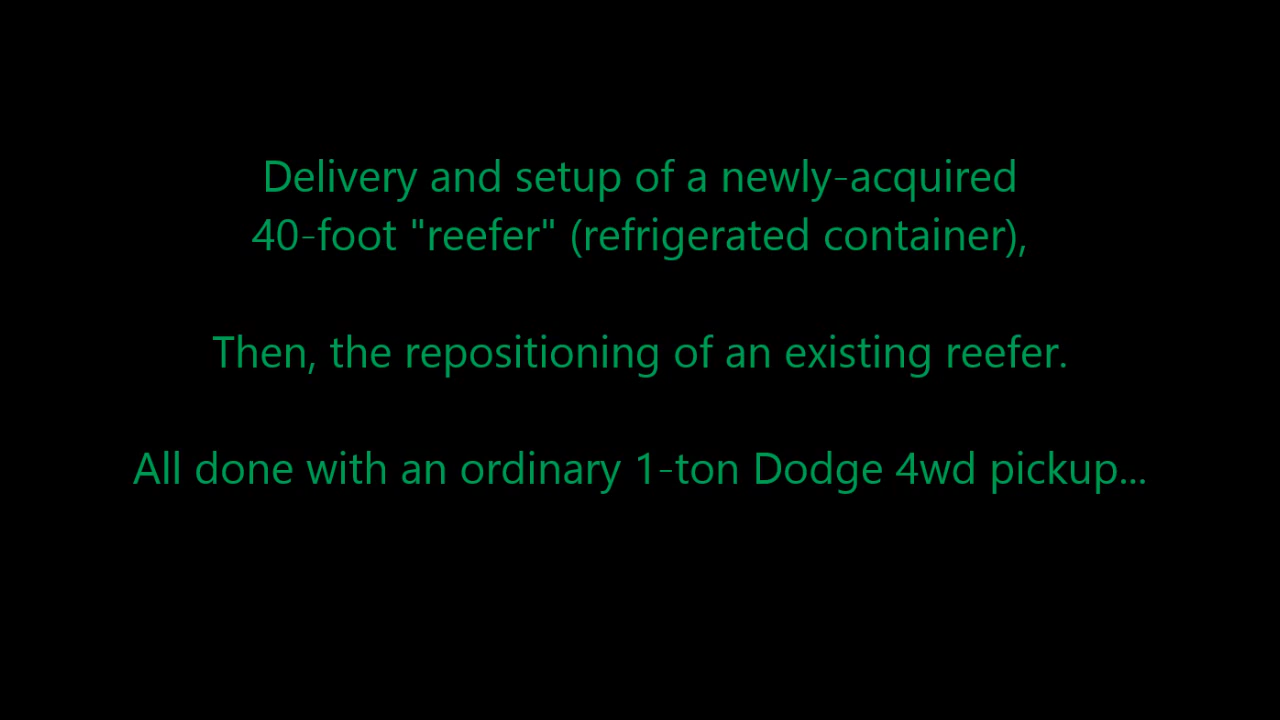 Delivery and setup of a newly-acquired
40-foot "reefer" (refrigerated container),
Then, the repositioning of an existing reefer.
All done with an ordinary 1-ton Dodge 4wd pickup...